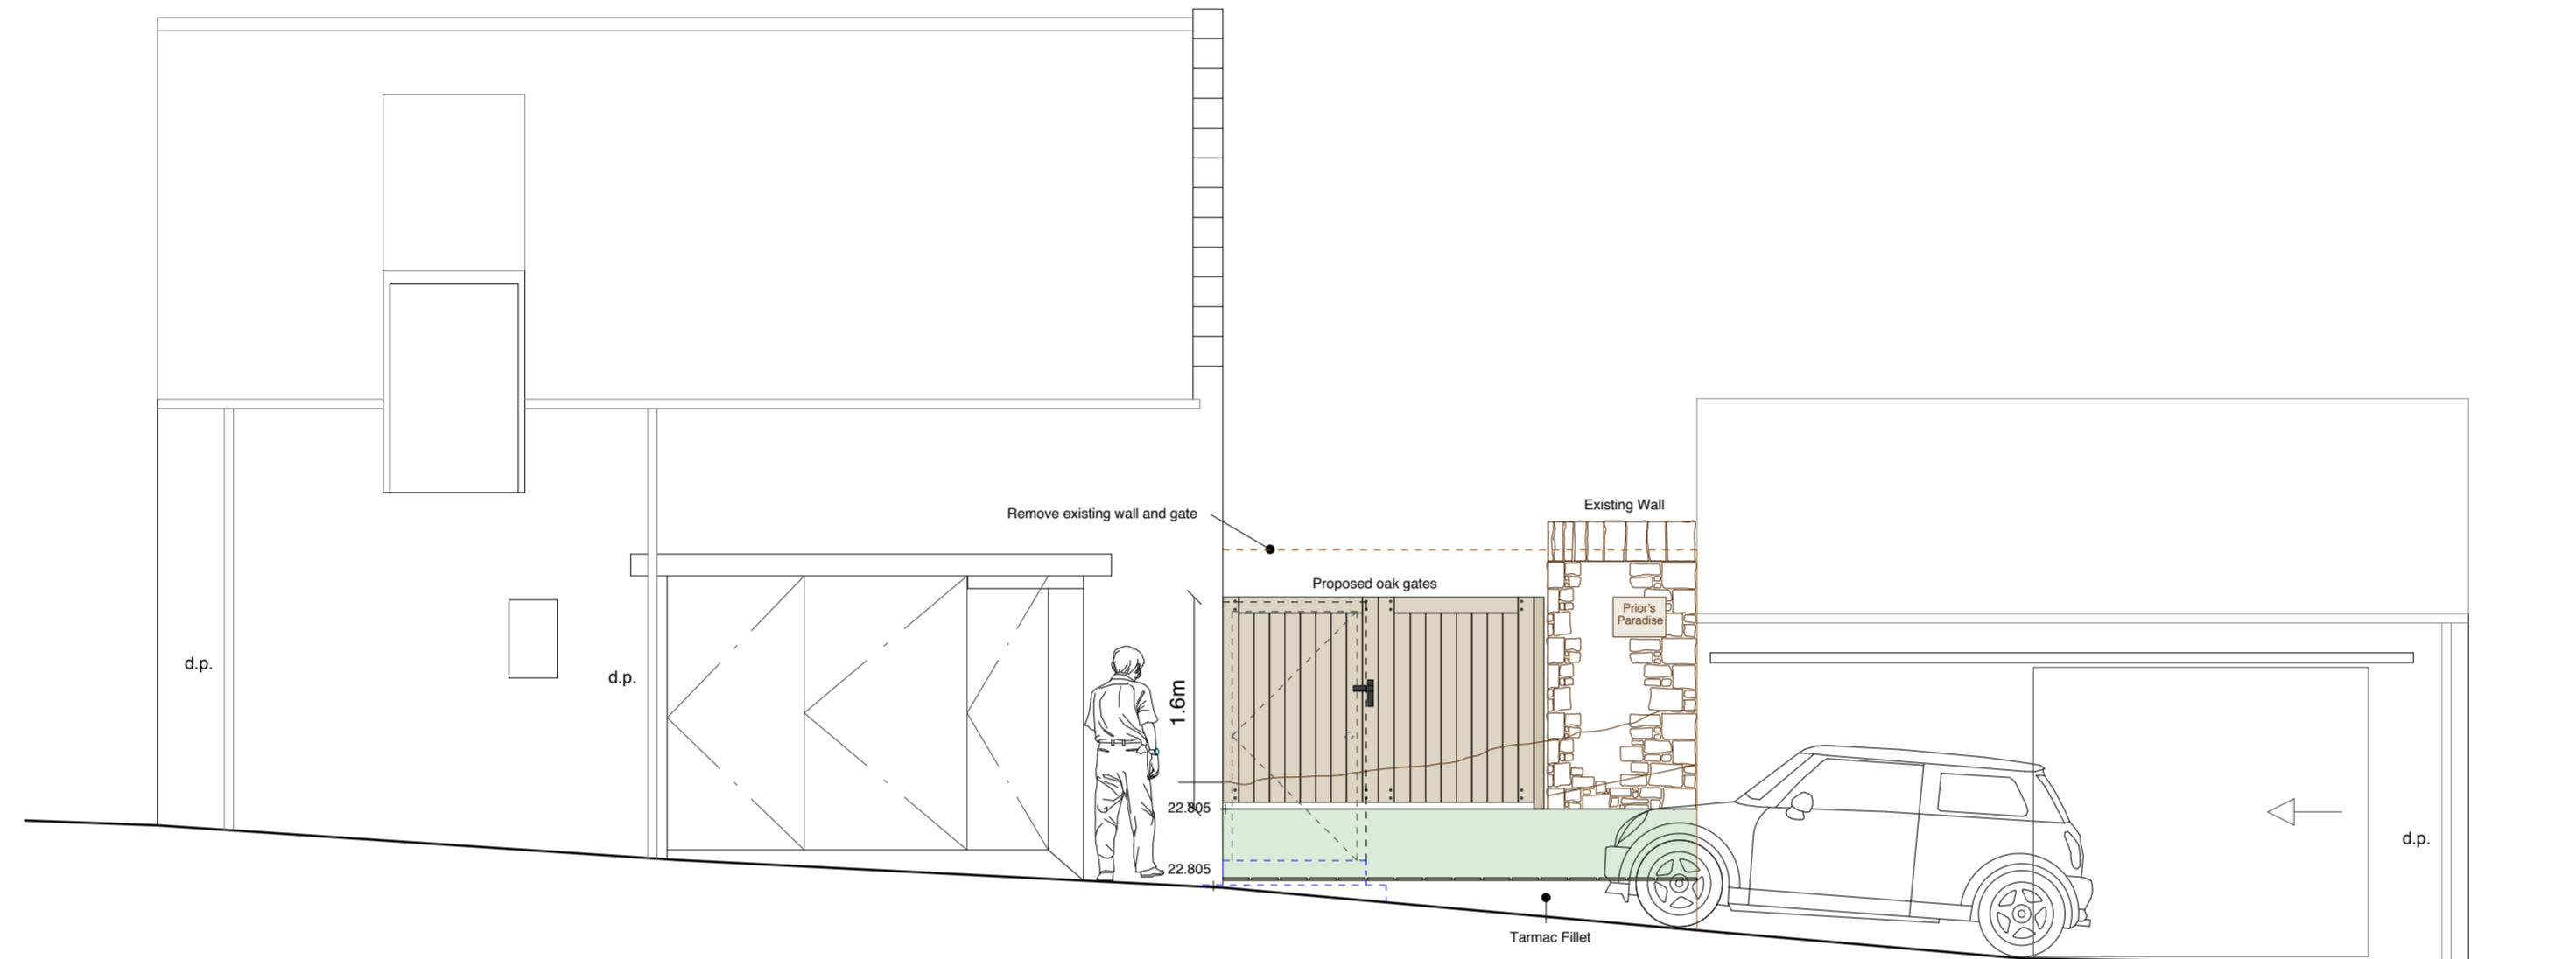 Existing Wall
Remove existing wall and gate
Proposed oak gates
Prior's
Paradise
d.p.
d.p.
1.6m
22.805
22.805
d.p.
Tarmac Fillet